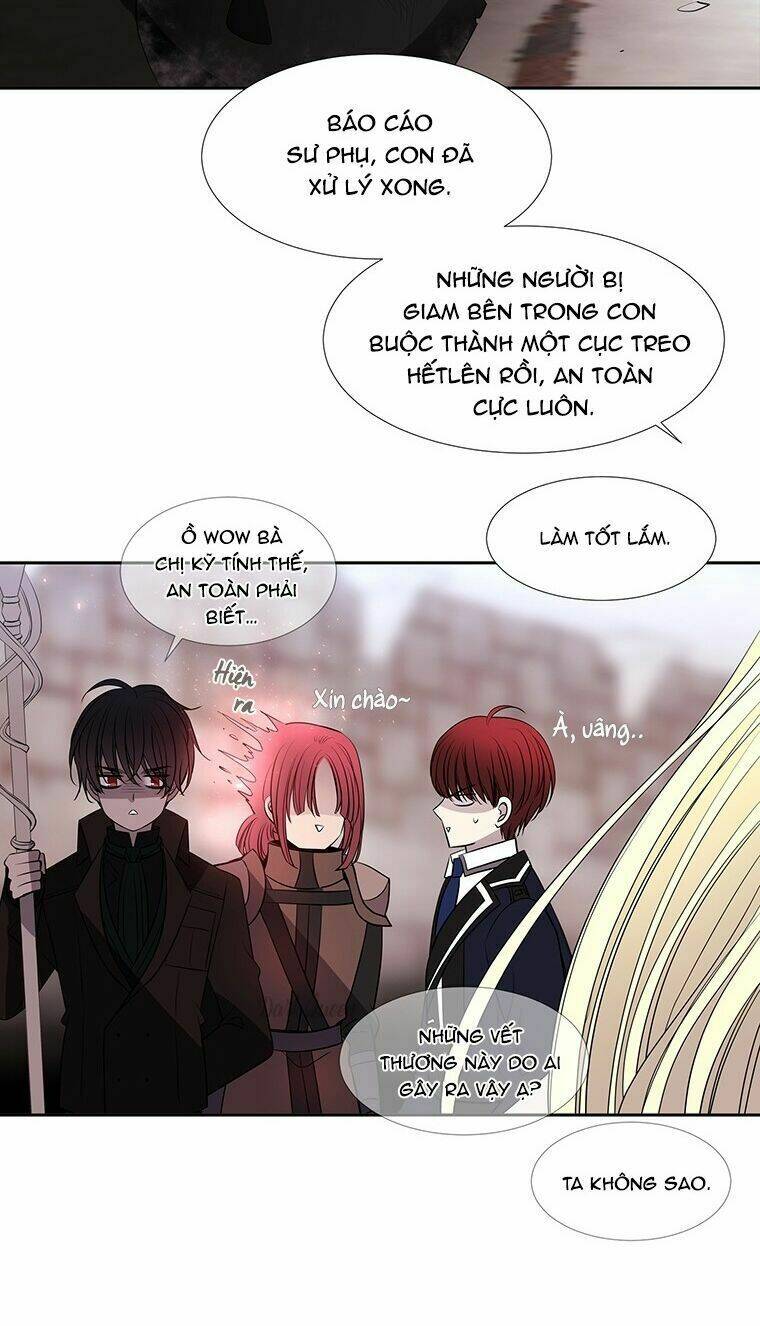 BÁO CÁO
SƯ PHỤ, CON ĐÃ
XỬ LÝ XONG.
NHỮNG NGƯỜI BỊ
GIAM BÊN TRONG CON
BUỘC THÀNH MỘT CỤC TREO
HẾTLÊN RỒI, AN TOÀN
CỰC LUÔN.
LÀM TỐT LẮM.
Ồ WOW BÀ
CHỊ KỸ TÍNH THẾ,
AN TOÀN PHẢI
BIẾT...
Hiện
ra
Xin chào~
À, uâng..
NHỮNG VẾT
THƯƠNG NÀY DO AI
GÂY RA VẬY Ạ?
TA KHÔNG SAO.